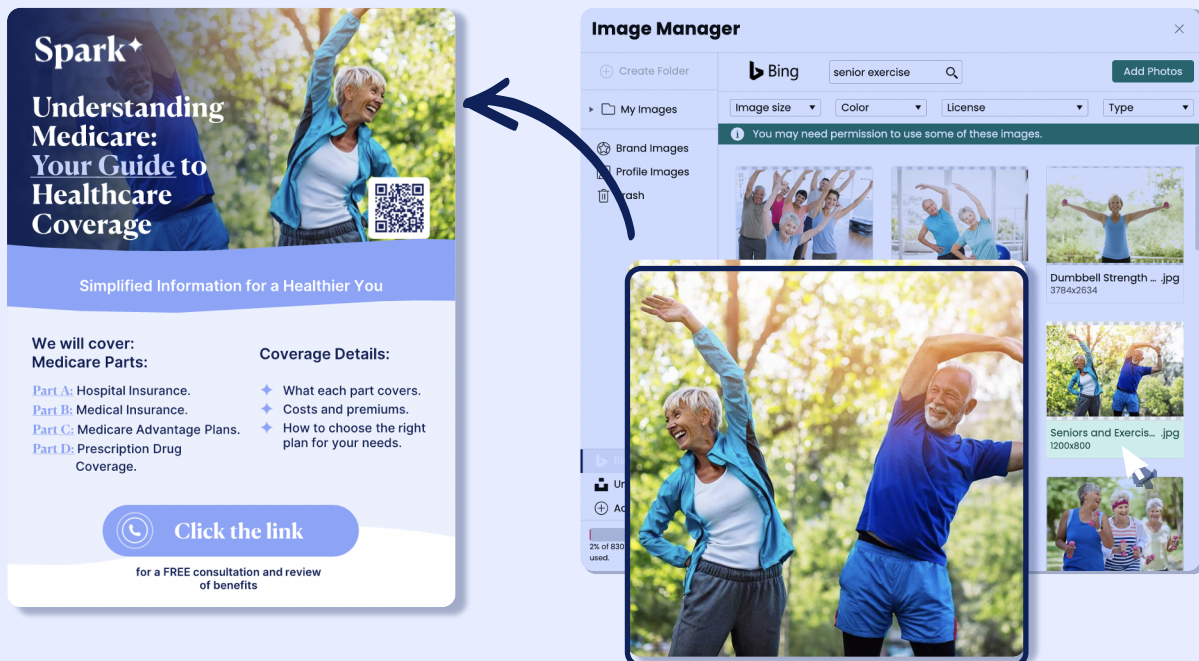 Spark
Understanding
Medicare:
Your Guide to
Healthcare
Coverage
Simplified Information for a Healthier You
We will cover:
Medicare Parts:
Part A: Hospital Insurance.
Part B: Medical Insurance.
Part C: Medicare Advantage Plans.
Part D: Prescription Drug
Coverage.
Coverage Details:
What each part covers.
Costs and premiums.
How to choose the right
plan for your needs.
Click the link
for a FREE consultation and review
of benefits
Image Manager
Create Folder
Bing
senior exercise
Add Photos
My Images
Image size
Color
License
Type
You may need permission to use some of these images.
Brand Images
Profile Images
Dumbbell Strength ... .jpg
3784x2634
Seniors and Exercis... .jpg
1200x800
2% of 830
used.